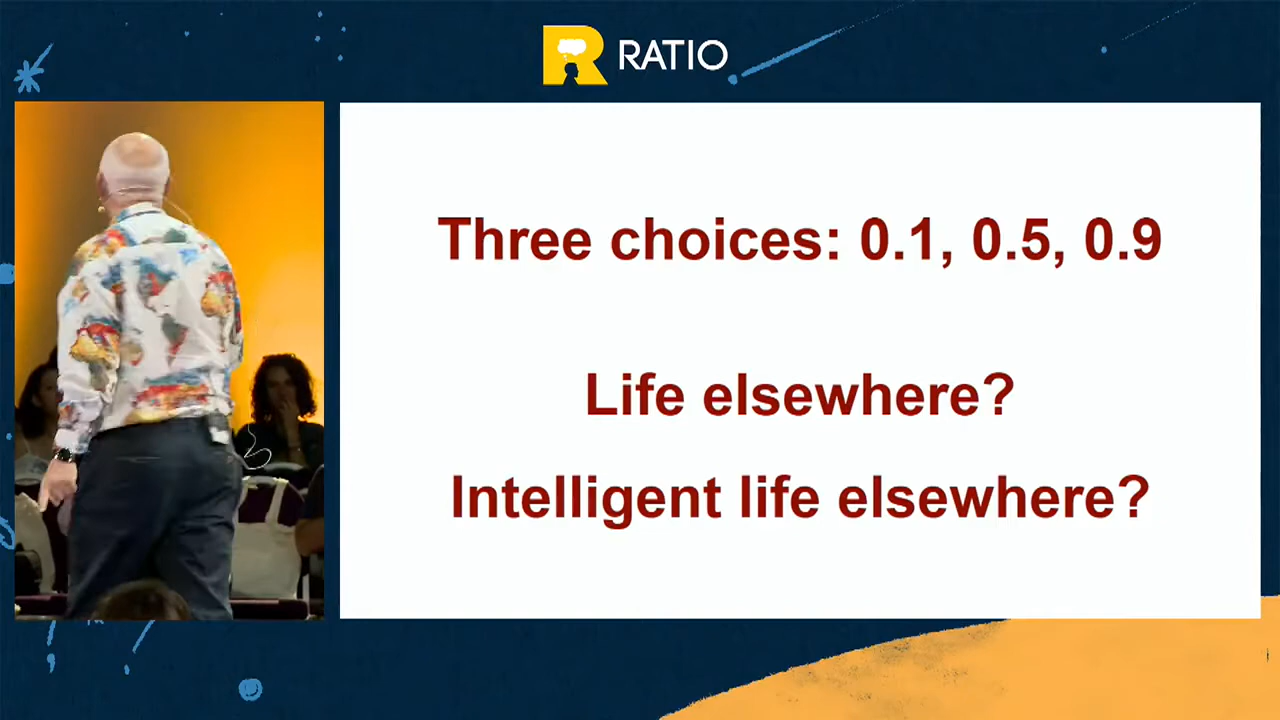 RATIO
Three choices: 0.1, 0.5, 0.9
Life elsewhere?
Intelligent life elsewhere?